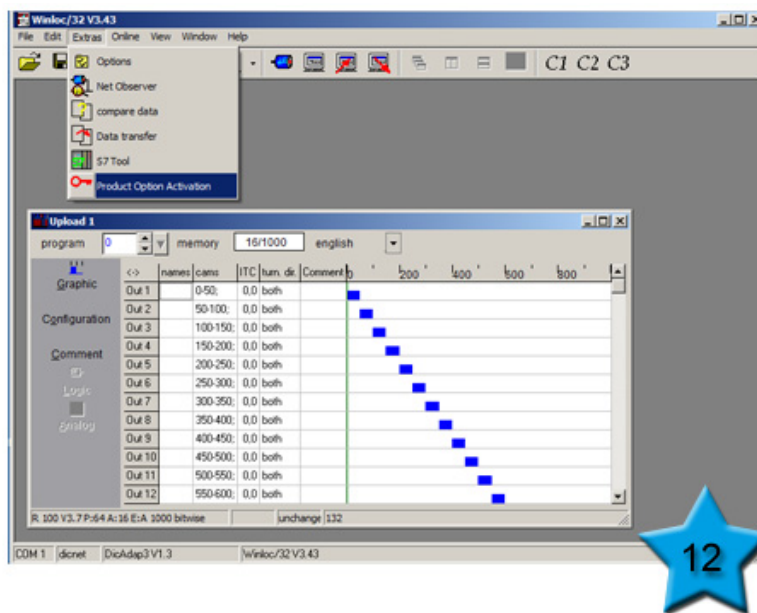 Winloc/32 V3.43
File Edit Extras Online View Window Help
C1 C2 C3
Options
Net Observer
compare data
Data transfer
S7 Tool
Product Option Activation
Upload 1
program 0 memory 16/1000 english
Graphic
Configuration
Comment
Logic
Analog
<-> names cams ITC turn. dir. Comment 0 200 400 600 800
Out 1 0-50; 0,0 both
Out 2 50-100; 0,0 both
Out 3 100-150; 0,0 both
Out 4 150-200; 0,0 both
Out 5 200-250; 0,0 both
Out 6 250-300; 0,0 both
Out 7 300-350; 0,0 both
Out 8 350-400; 0,0 both
Out 9 400-450; 0,0 both
Out 10 450-500; 0,0 both
Out 11 500-550; 0,0 both
Out 12 550-600; 0,0 both
R: 100 V3.7 P:64 A:16 E:A 1000 bitwise unchange 132
COM 1 dicnet DicAdap3 V1.3 Winloc/32 V3.43
12